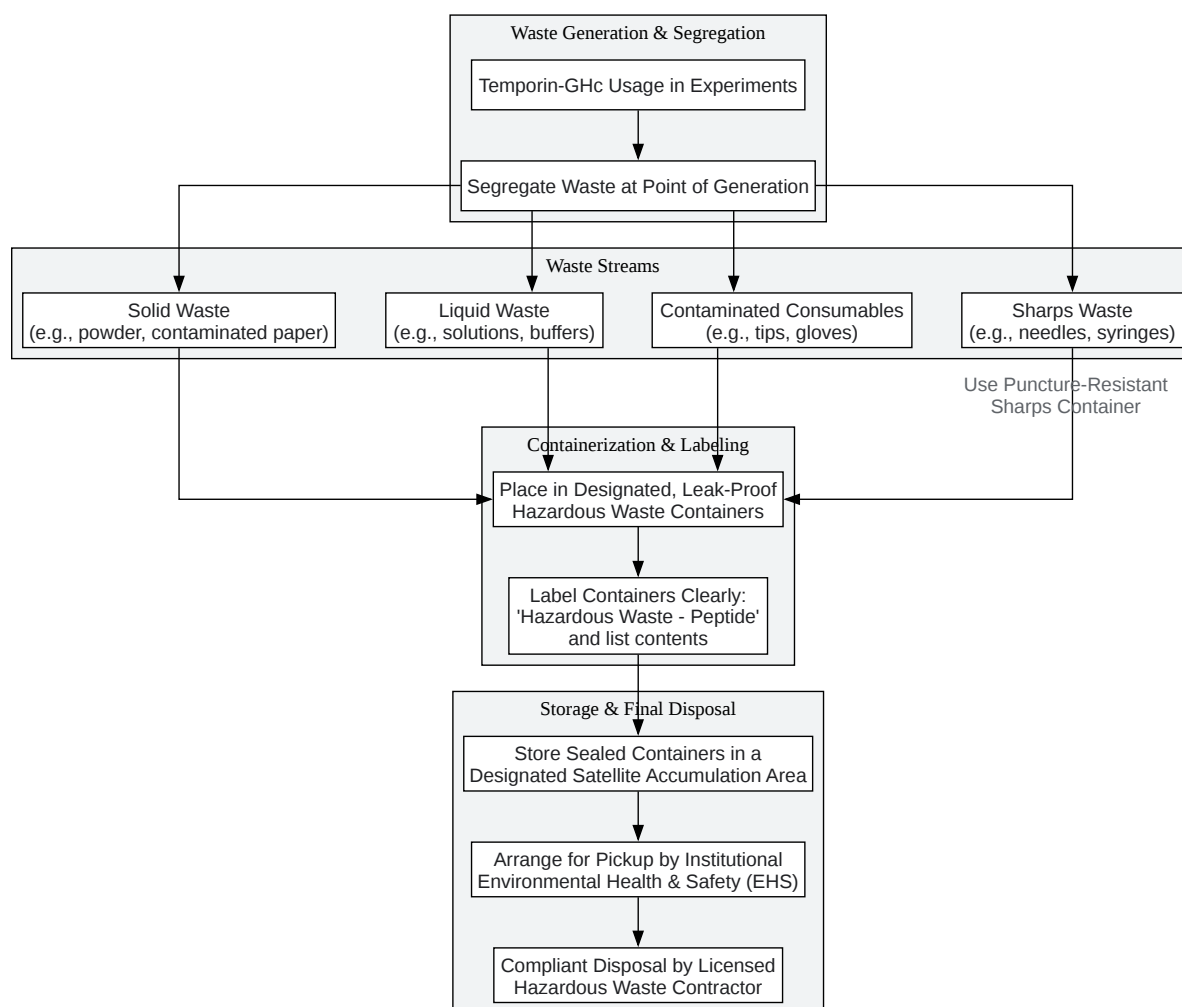 Waste Generation & Segregation
Temporin-GHc Usage in Experiments
Segregate Waste at Point of Generation
Waste Streams
Solid Waste
(e.g., powder, contaminated paper)
Liquid Waste
(e.g., solutions, buffers)
Contaminated Consumables
(e.g., tips, gloves)
Sharps Waste
(e.g., needles, syringes)
Use Puncture-Resistant
Sharps Container
Containerization & Labeling
Place in Designated, Leak-Proof
Hazardous Waste Containers
Label Containers Clearly:
'Hazardous Waste - Peptide'
and list contents
Storage & Final Disposal
Store Sealed Containers in a
Designated Satellite Accumulation Area
Arrange for Pickup by Institutional
Environmental Health & Safety (EHS)
Compliant Disposal by Licensed
Hazardous Waste Contractor